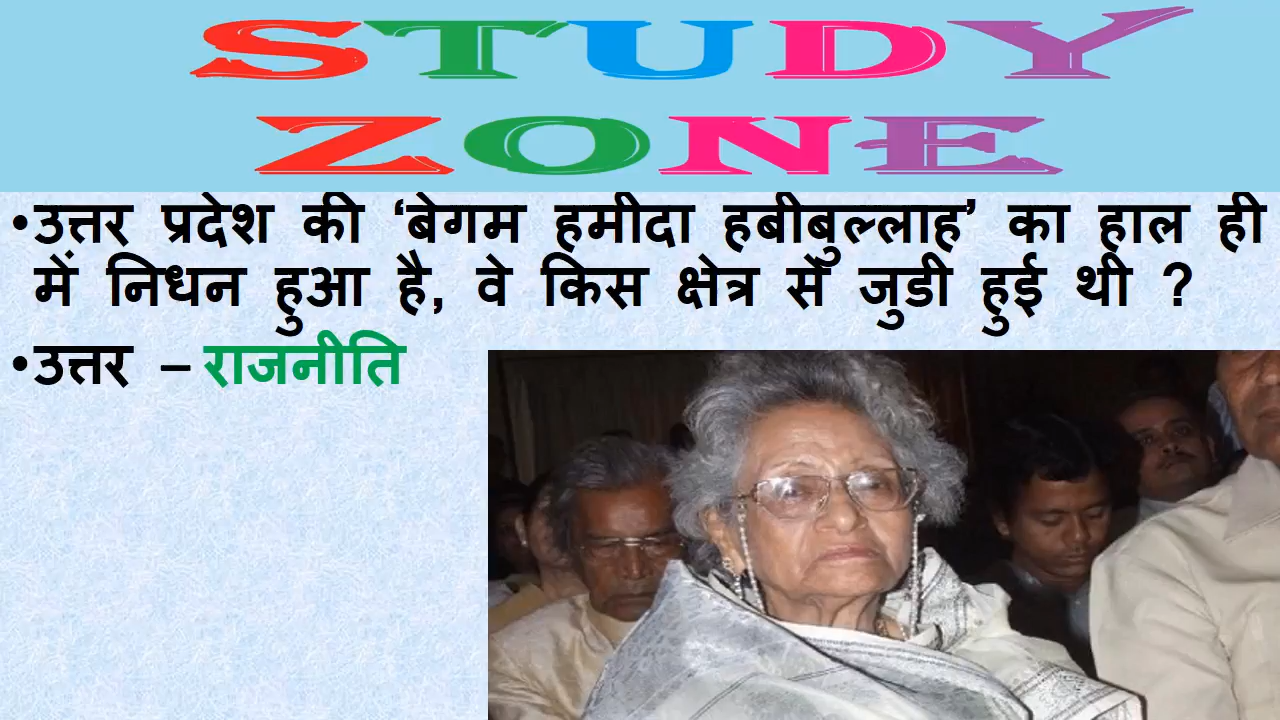 STUDY
ZONE
•उत्तर प्रदेश की ‘बेगम हमीदा हबीबुल्लाह’ का हाल ही
में निधन हुआ है, वे किस क्षेत्र से जुडी हुई थी ?
•उत्तर – राजनीति